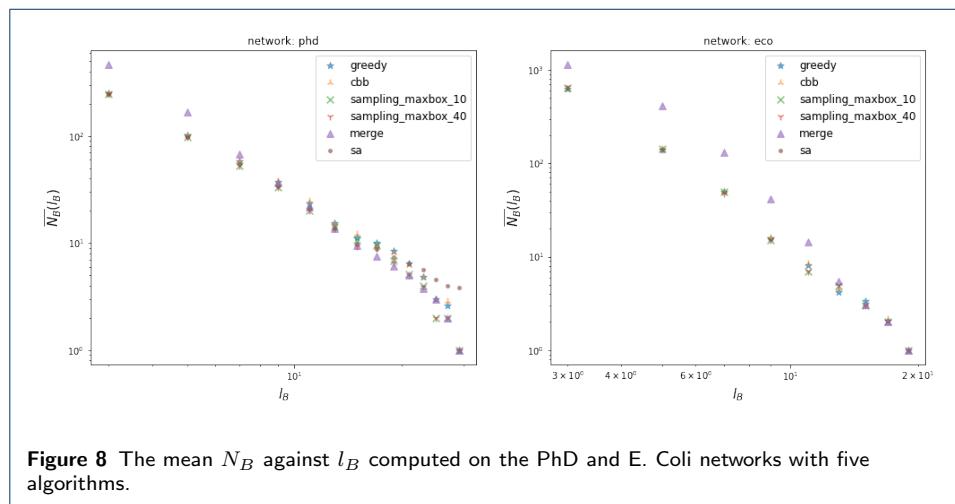 network: phd
greedy
cbb
sampling_maxbox_10
sampling_maxbox_40
merge
sa
10²
10¹
10⁰
N̅_B(l_B)
10¹
l_B
network: eco
greedy
cbb
sampling_maxbox_10
sampling_maxbox_40
merge
sa
10³
10²
10¹
10⁰
N̅_B(l_B)
3 × 10⁰
4 × 10⁰
6 × 10⁰
10¹
2 × 10¹
l_B
Figure 8 The mean N_B against l_B computed on the PhD and E. Coli networks with five
algorithms.